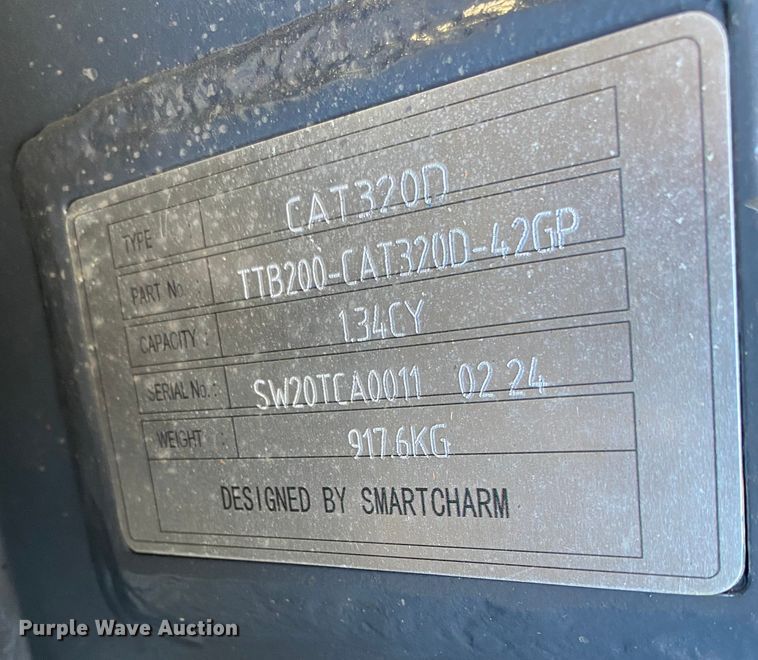 TYPE : CAT320D
PART No. : TTB200-CAT320D-42GP
CAPACITY : 1.34CY
SERIAL No. : SW20TCA0011 02 24
WEIGHT : 917.6KG
DESIGNED BY SMARTCHARM
Purple Wave Auction